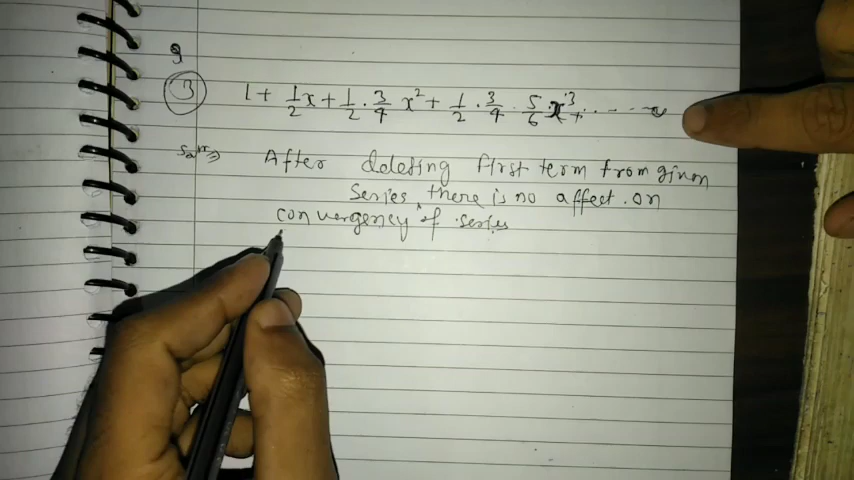 9
3 1 + 1/2 x + 1/2 · 3/4 x² + 1/2 · 3/4 · 5/6 x³ + ...... ∞
Solⁿ ⇒ After deleting first term from given
series, there is no affect on
convergency of series